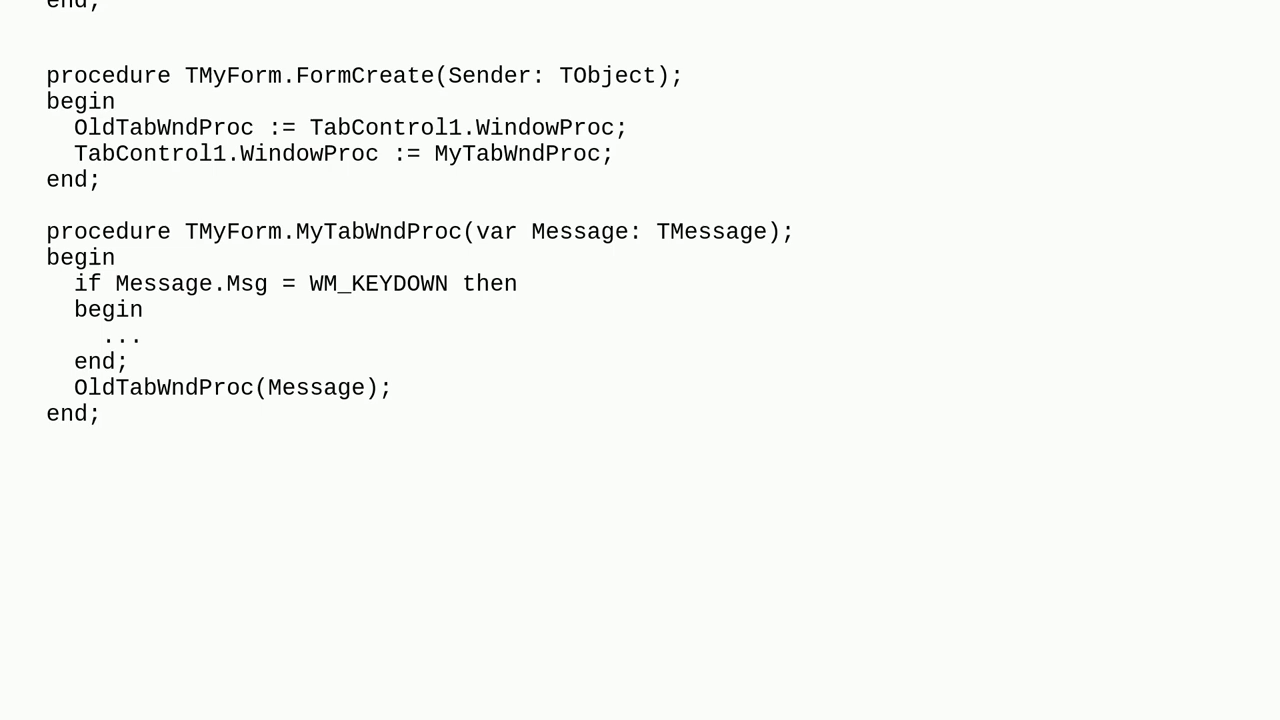 end;
procedure TMyForm.FormCreate(Sender: TObject);
begin
  OldTabWndProc := TabControl1.WindowProc;
  TabControl1.WindowProc := MyTabWndProc;
end;
procedure TMyForm.MyTabWndProc(var Message: TMessage);
begin
  if Message.Msg = WM_KEYDOWN then
  begin
    ...
  end;
  OldTabWndProc(Message);
end;